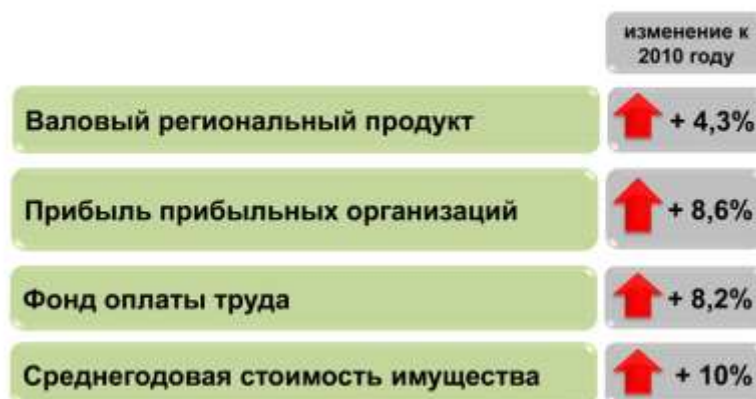 изменение к
2010 году
Валовый региональный продукт
+ 4,3%
Прибыль прибыльных организаций
+ 8,6%
Фонд оплаты труда
+ 8,2%
Среднегодовая стоимость имущества
+ 10%